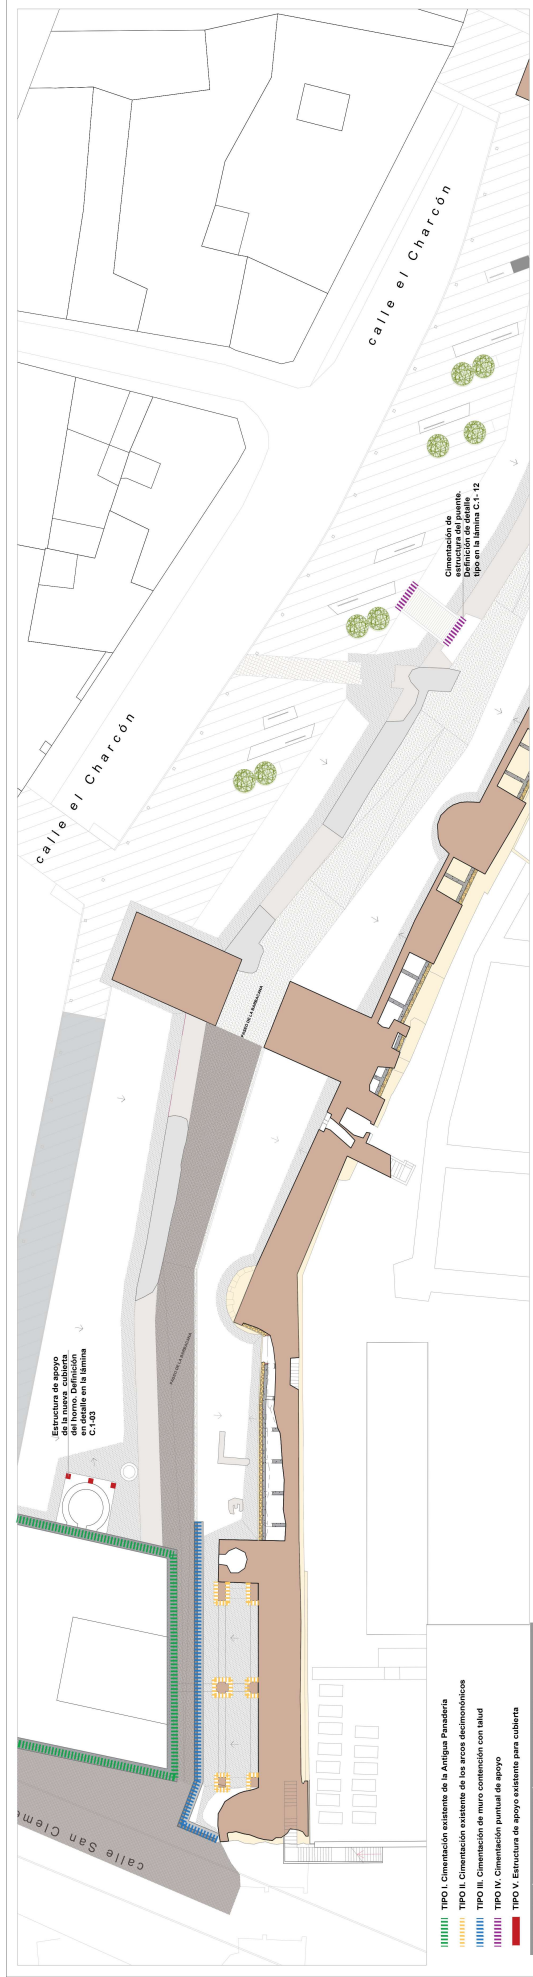 calle el Charcón
Cimentación de
estructura del puente.
Definición de detalle
tipo en la lámina C.1- 12
calle el Charcón
PASEO DE LA BARBACANA
PASEO DE LA BARBACANA
Estructura de apoyo
de la nueva cubierta
del horno. Definición
en detalle en la lámina
C.1-03
calle San Cleme
TIPO I. Cimentación existente de la Antigua Panadería
TIPO II. Cimentación existente de los arcos decimonónicos
TIPO III. Cimentación de muro contención con talud
TIPO IV. Cimentación puntual de apoyo
TIPO V. Estructura de apoyo existente para cubierta